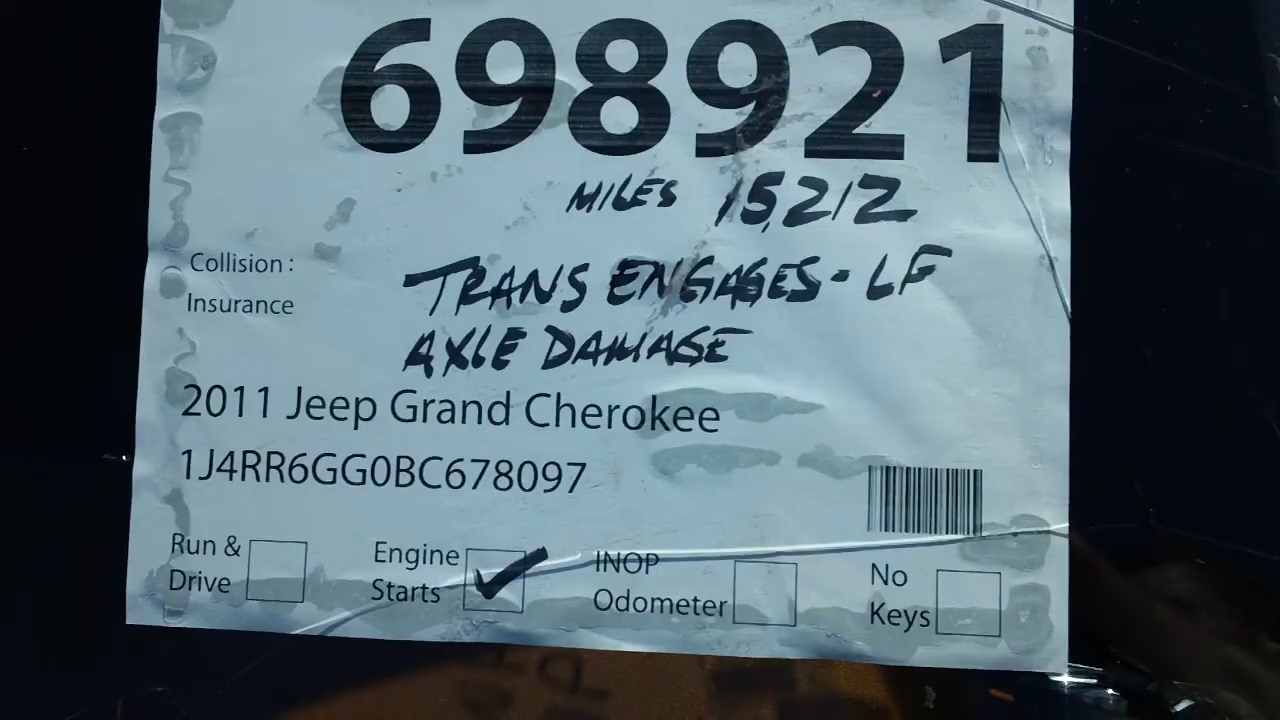 698921
MILES 15,212
Collision :
Insurance
TRANS ENGAGES - LF
AXLE DAMAGE
2011 Jeep Grand Cherokee
1J4RR6GG0BC678097
Run &
Drive
Engine
Starts
INOP
Odometer
No
Keys